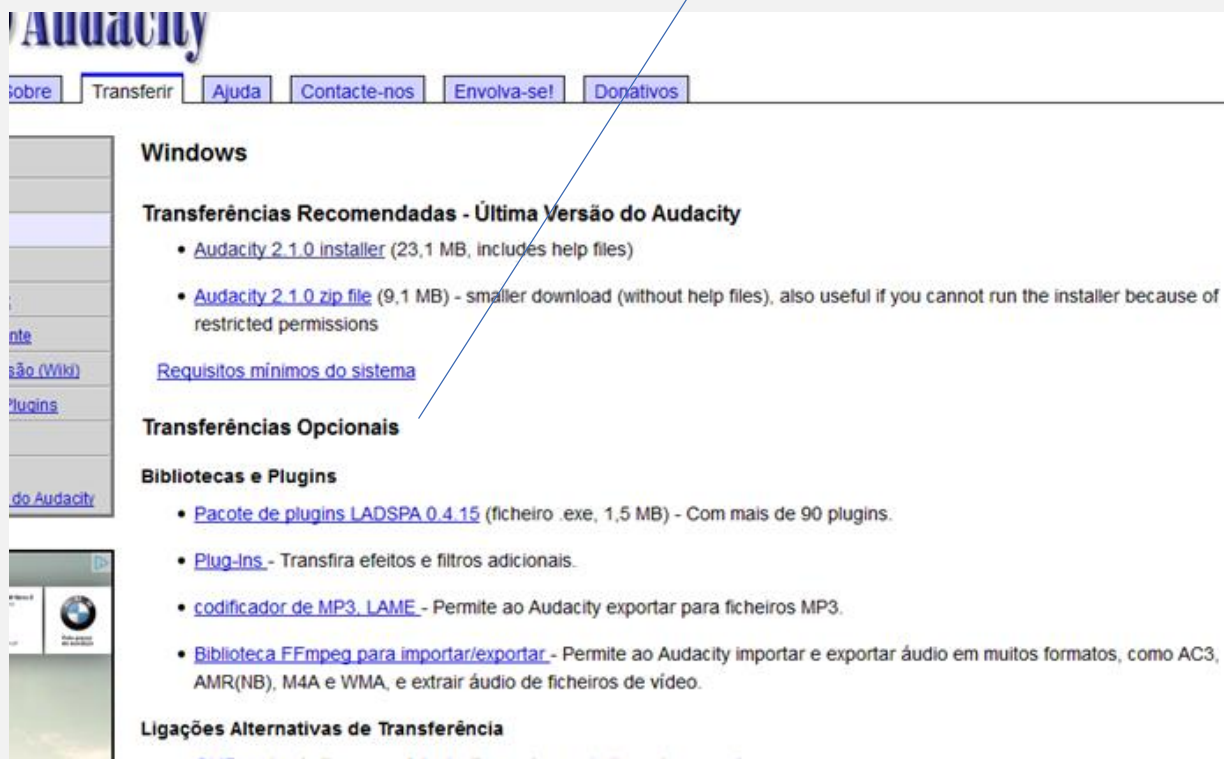 Audacity
Sobre Transferir Ajuda Contacte-nos Envolva-se! Donativos
Windows
Transferências Recomendadas - Última Versão do Audacity
• Audacity 2.1.0 installer (23,1 MB, includes help files)
• Audacity 2.1.0 zip file (9,1 MB) - smaller download (without help files), also useful if you cannot run the installer because of
restricted permissions
nte
são (Wiki)
Plugins
do Audacity
Requisitos mínimos do sistema
Transferências Opcionais
Bibliotecas e Plugins
• Pacote de plugins LADSPA 0.4.15 (ficheiro .exe, 1,5 MB) - Com mais de 90 plugins.
• Plug-Ins - Transfira efeitos e filtros adicionais.
• codificador de MP3, LAME - Permite ao Audacity exportar para ficheiros MP3.
• Biblioteca FFmpeg para importar/exportar - Permite ao Audacity importar e exportar áudio em muitos formatos, como AC3,
AMR(NB), M4A e WMA, e extrair áudio de ficheiros de vídeo.
Ligações Alternativas de Transferência